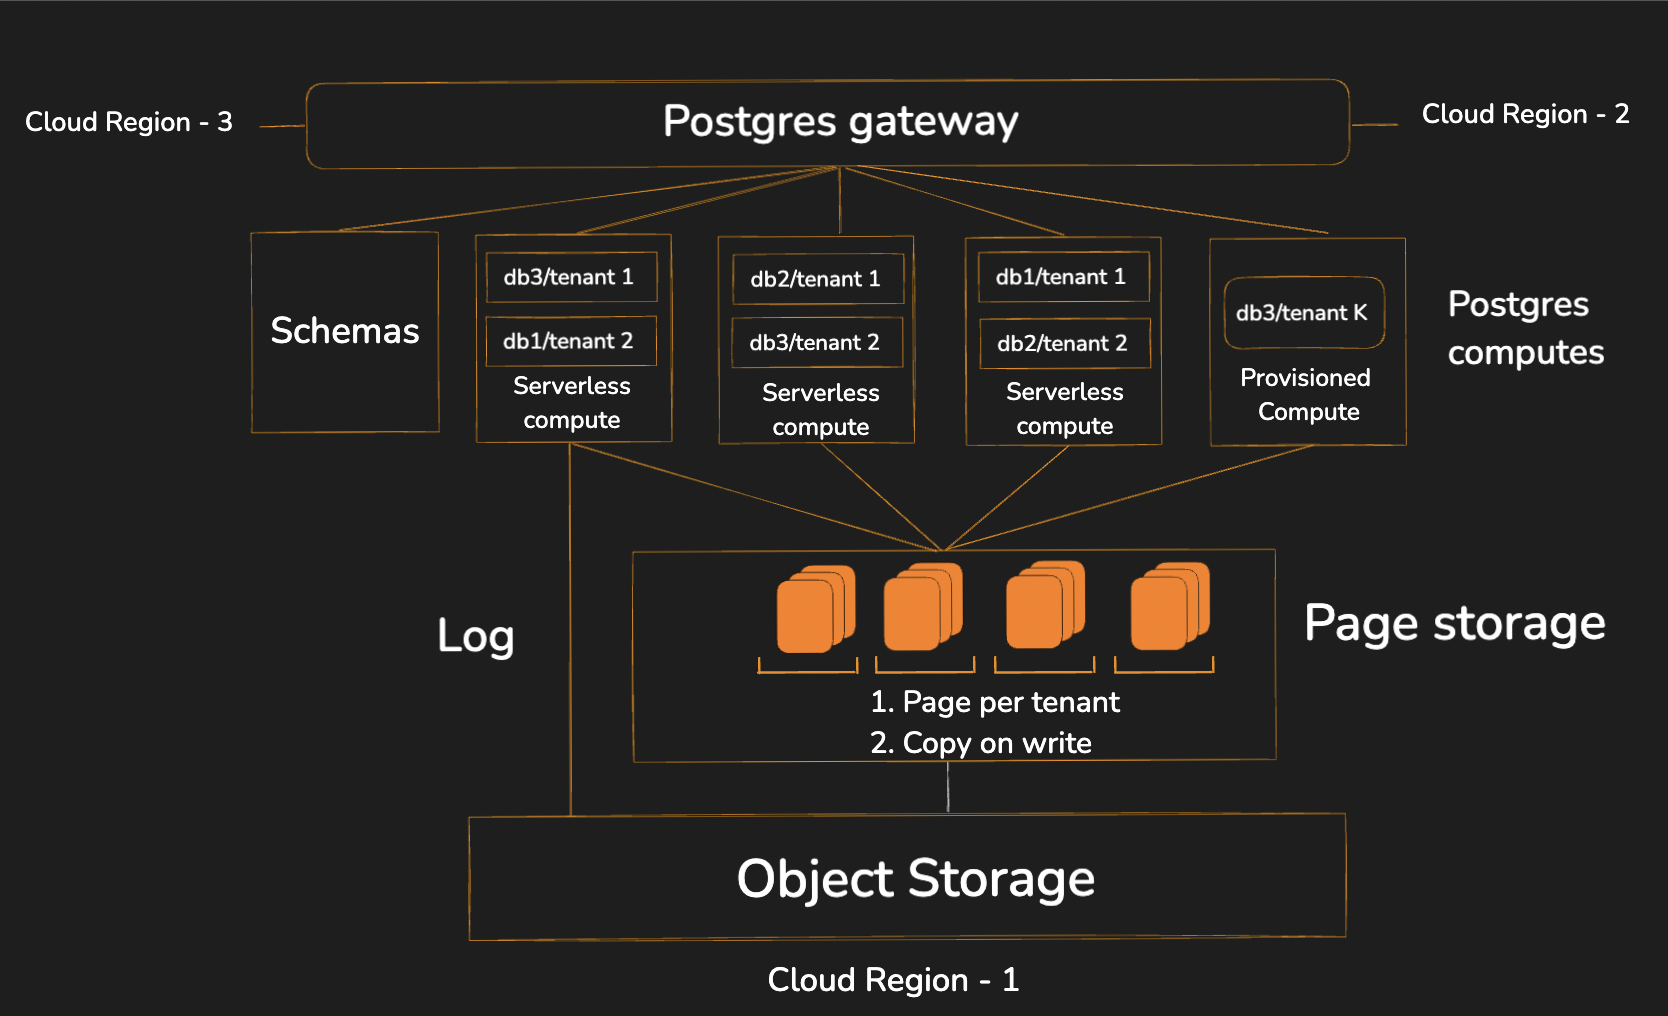 Postgres gateway
Cloud Region - 3
Cloud Region - 2
Schemas
db3/tenant 1
db1/tenant 2
Serverless
compute
db2/tenant 1
db3/tenant 2
Serverless
compute
db1/tenant 1
db2/tenant 2
Serverless
compute
db3/tenant K
Provisioned
Compute
Postgres
computes
Log
Page storage
1. Page per tenant
2. Copy on write
Object Storage
Cloud Region - 1